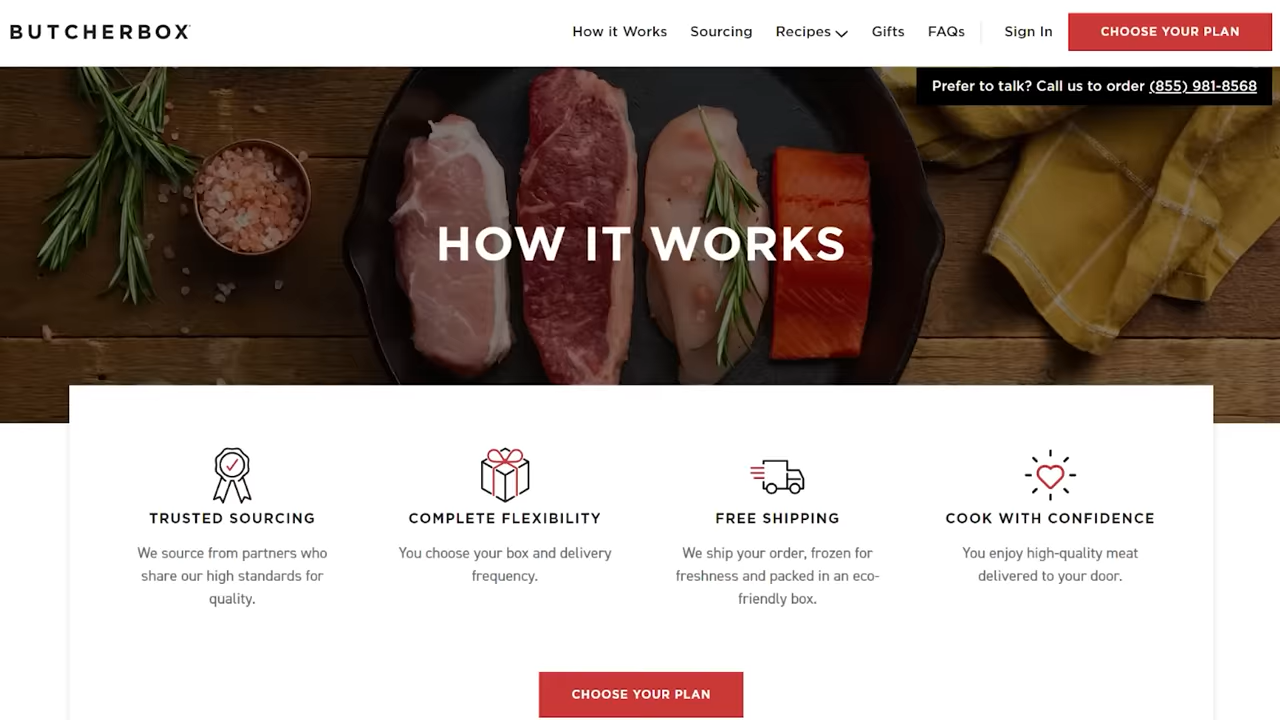 BUTCHERBOX
How it Works
Sourcing
Recipes
Gifts
FAQs
Sign In
CHOOSE YOUR PLAN
Prefer to talk? Call us to order (855) 981-8568
HOW IT WORKS
TRUSTED SOURCING
We source from partners who
share our high standards for
quality.
COMPLETE FLEXIBILITY
You choose your box and delivery
frequency.
FREE SHIPPING
We ship your order, frozen for
freshness and packed in an eco-
friendly box.
COOK WITH CONFIDENCE
You enjoy high-quality meat
delivered to your door.
CHOOSE YOUR PLAN